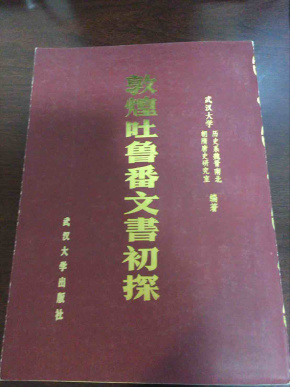 武汉大学
历史系魏晋南北
朝隋唐史研究室
编著
敦煌吐鲁番文書初探
武汉大学出版社